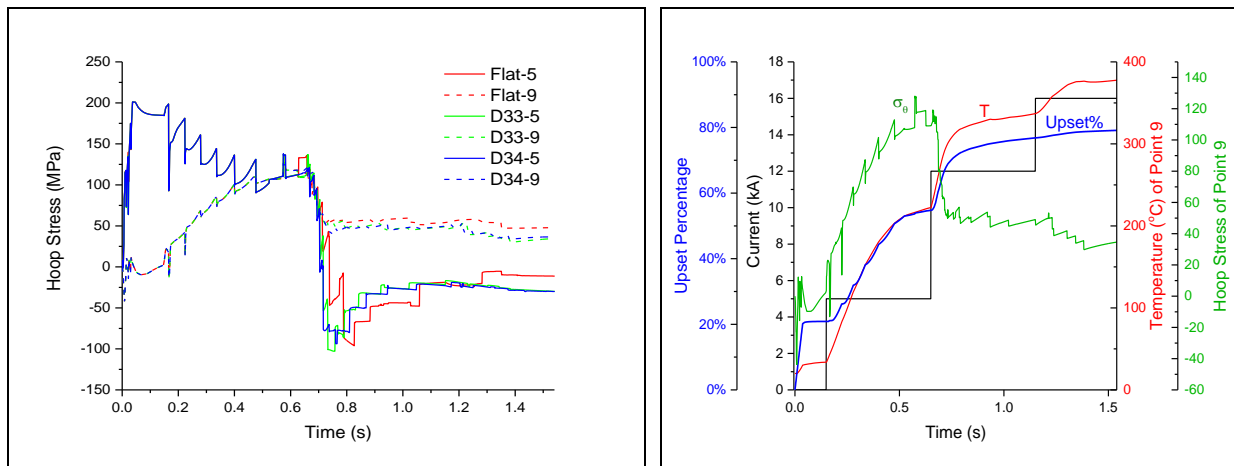 250
200
150
100
50
0
-50
-100
-150
Hoop Stress (MPa)
0.0 0.2 0.4 0.6 0.8 1.0 1.2 1.4
Time (s)
Flat-5
Flat-9
D33-5
D33-9
D34-5
D34-9
100%
80%
60%
40%
20%
0%
Upset Percentage
18
16
14
12
10
8
6
4
2
0
Current (kA)
0.0 0.5 1.0 1.5
Time (s)
σθ
T
Upset%
400
300
200
100
0
Temperature (°C) of Point 9
140
120
100
80
60
40
20
0
-20
-40
-60
Hoop Stress of Point 9